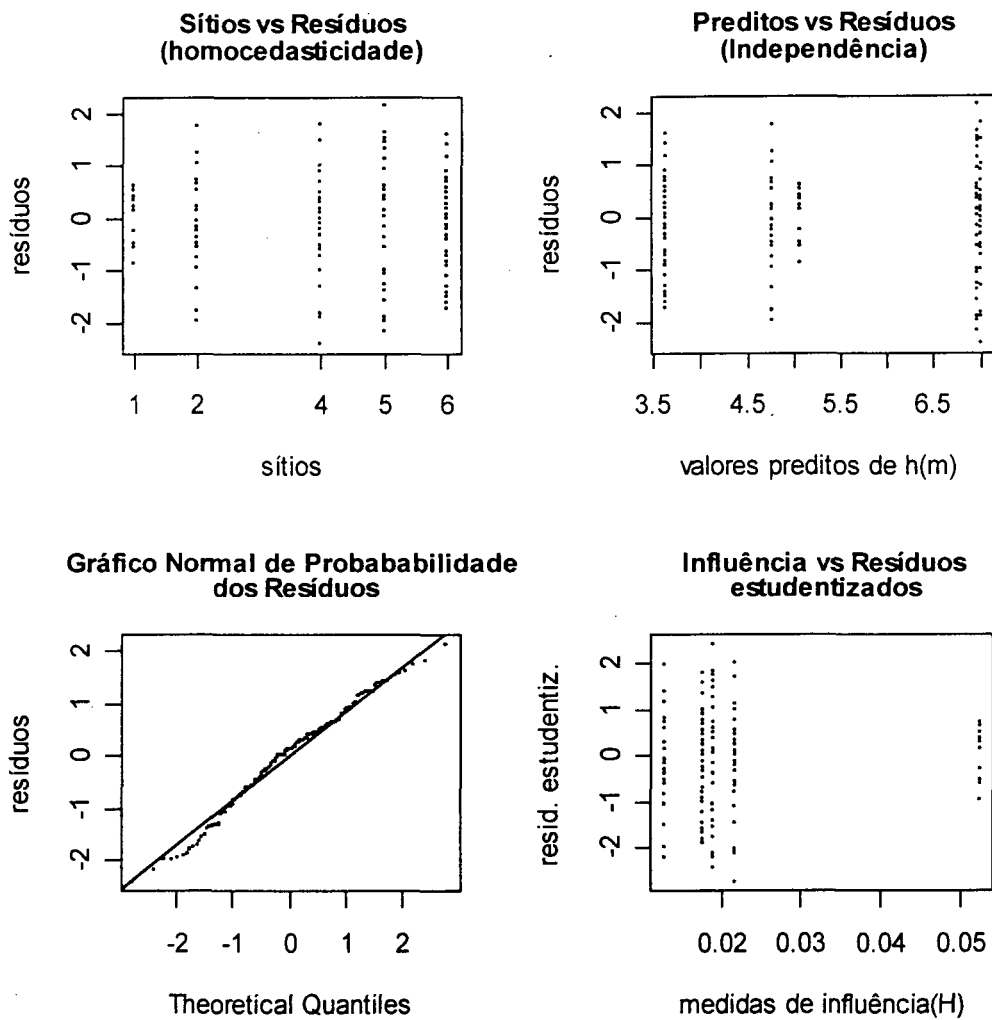 Sítios vs Resíduos
(homocedasticidade)
resíduos
2
1
0
-1
-2
1
2
4
5
6
sítios
Preditos vs Resíduos
(Independência)
resíduos
2
1
0
-1
-2
3.5
4.5
5.5
6.5
valores preditos de h(m)
Gráfico Normal de Probababilidade
dos Resíduos
resíduos
2
1
0
-1
-2
-2
-1
0
1
2
Theoretical Quantiles
Influência vs Resíduos
estudentizados
resid. estudentiz.
2
1
0
-1
-2
0.02
0.03
0.04
0.05
medidas de influência(H)